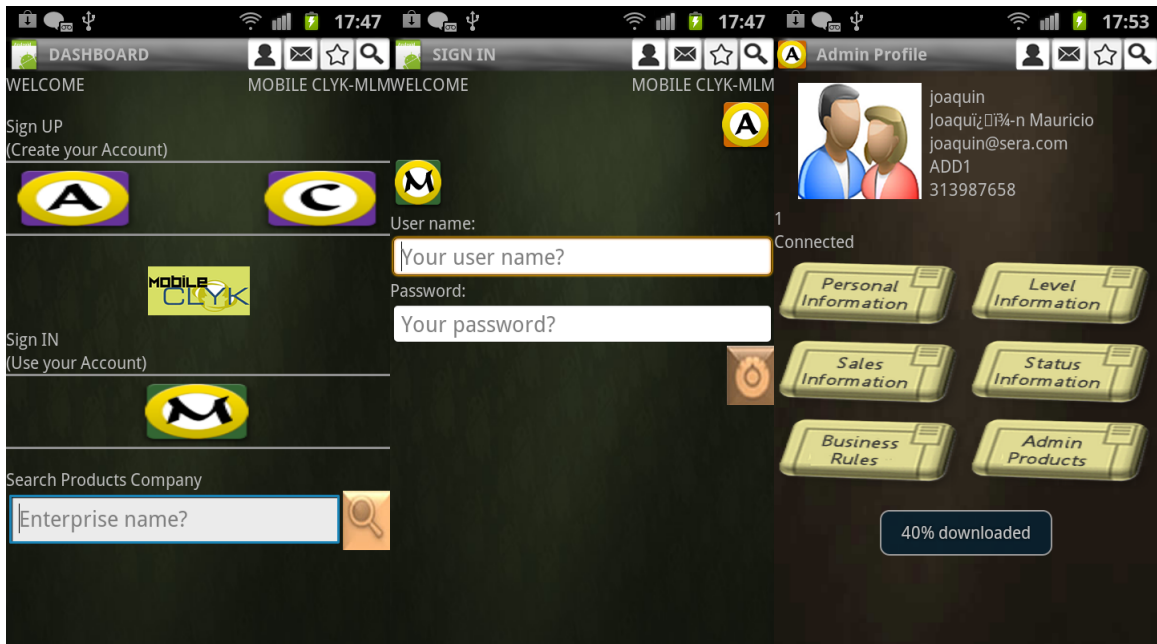 17:47
DASHBOARD
WELCOME MOBILE CLYK-MLM
Sign UP
(Create your Account)
A C
MOBILE
CLYK
Sign IN
(Use your Account)
M
Search Products Company
Enterprise name?
17:47
SIGN IN
WELCOME MOBILE CLYK-MLM
A
M
User name:
Your user name?
Password:
Your password?
17:53
A Admin Profile
joaquin
Joaquï¿▯ï¾-n Mauricio
joaquin@sera.com
ADD1
313987658
1
Connected
Personal Information
Level Information
Sales Information
Status Information
Business Rules
Admin Products
40% downloaded